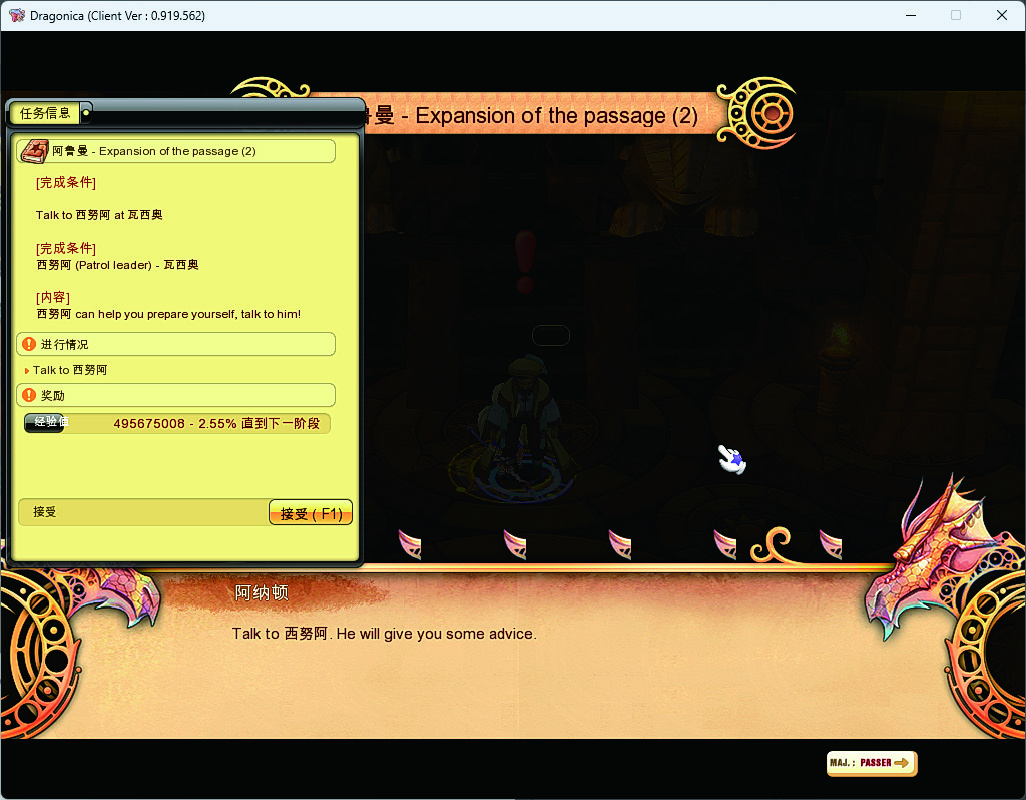 Dragonica (Client Ver : 0.919.562)
鲁曼 - Expansion of the passage (2)
任务信息
阿鲁曼 - Expansion of the passage (2)
[完成条件]
Talk to 西努阿 at 瓦西奥
[完成条件]
西努阿 (Patrol leader) - 瓦西奥
[内容]
西努阿 can help you prepare yourself, talk to him!
进行情况
Talk to 西努阿
奖励
经验值 495675008 - 2.55% 直到下一阶段
接受 接受 ( F1)
阿纳顿
Talk to 西努阿. He will give you some advice.
MAJ. : PASSER